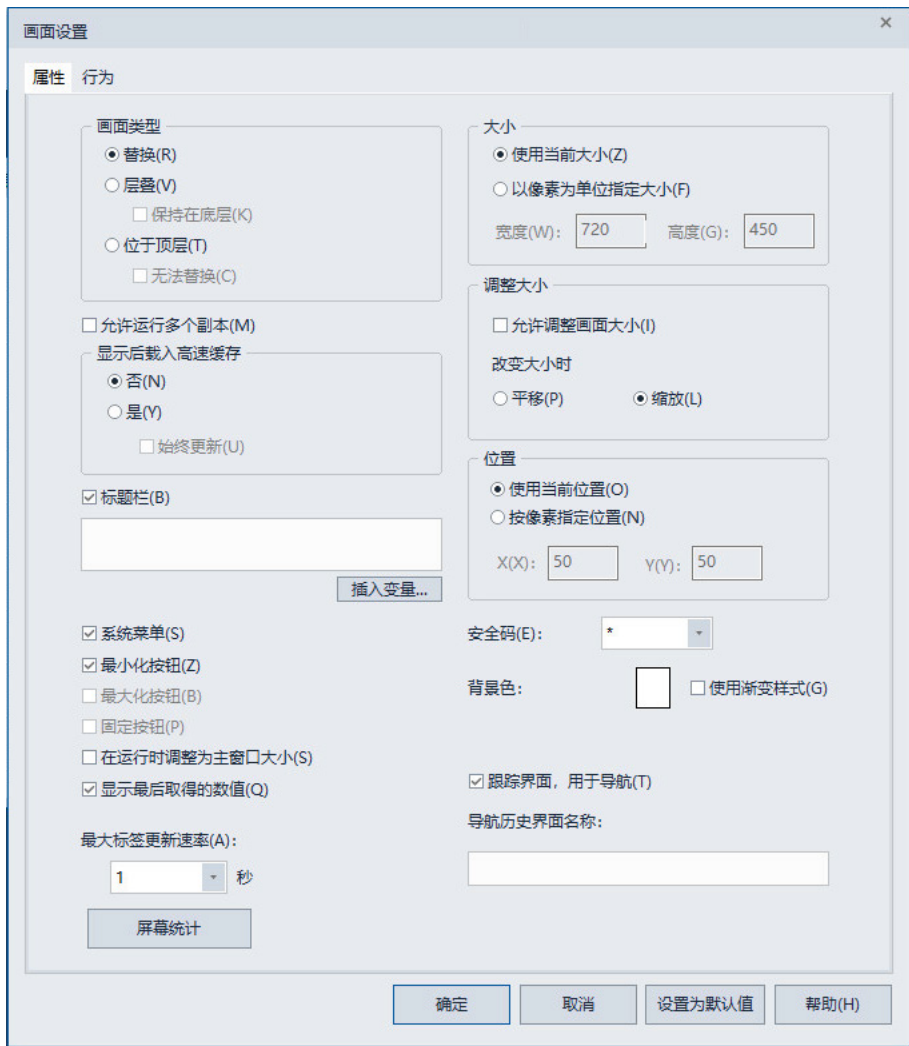 画面设置
属性 行为
画面类型
替换(R)
层叠(V)
保持在底层(K)
位于顶层(T)
无法替换(C)
允许运行多个副本(M)
显示后载入高速缓存
否(N)
是(Y)
始终更新(U)
标题栏(B)
插入变量...
系统菜单(S)
最小化按钮(Z)
最大化按钮(B)
固定按钮(P)
在运行时调整为主窗口大小(S)
显示最后取得的数值(Q)
最大标签更新速率(A):
1 秒
屏幕统计
大小
使用当前大小(Z)
以像素为单位指定大小(F)
宽度(W): 720 高度(G): 450
调整大小
允许调整画面大小(I)
改变大小时
平移(P) 缩放(L)
位置
使用当前位置(O)
按像素指定位置(N)
X(X): 50 Y(Y): 50
安全码(E): *
背景色: 使用渐变样式(G)
跟踪界面，用于导航(T)
导航历史界面名称:
确定 取消 设置为默认值 帮助(H)